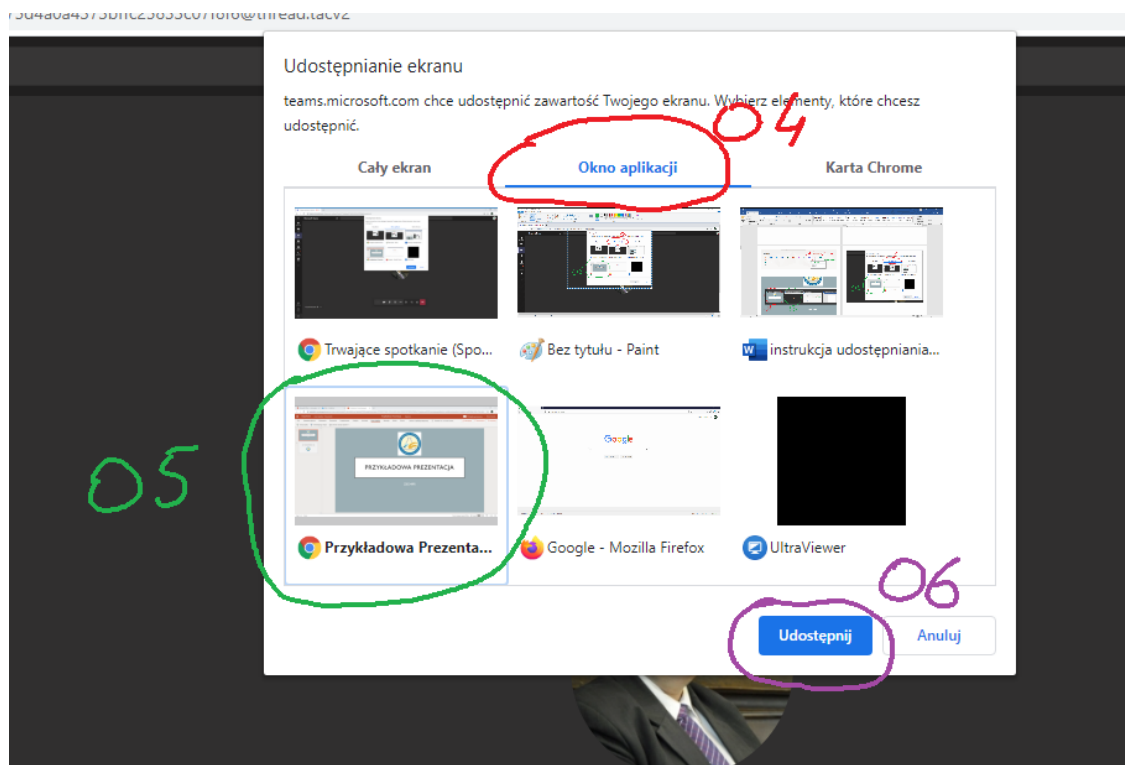 Udostępnianie ekranu
teams.microsoft.com chce udostępnić zawartość Twojego ekranu. Wybierz elementy, które chcesz
udostępnić.
04
Cały ekran
Okno aplikacji
Karta Chrome
Trwające spotkanie (Spo...
Bez tytułu - Paint
instrukcja udostępniania...
05
PRZYKŁADOWA PREZENTACJA
Google
Przykładowa Prezenta...
Google - Mozilla Firefox
UltraViewer
06
Udostępnij
Anuluj